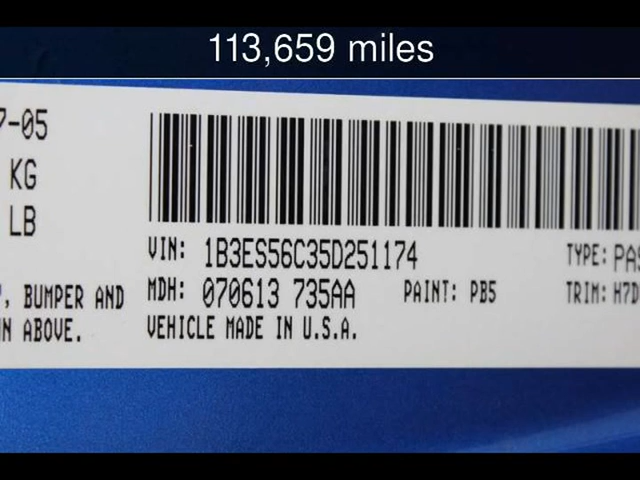 113,659 miles
7-05
KG
LB
VIN: 1B3ES56C35D251174
TYPE: PAS
, BUMPER AND
MDH: 070613 735AA
PAINT: PB5
TRIM: H7D
N ABOVE.
VEHICLE MADE IN U.S.A.